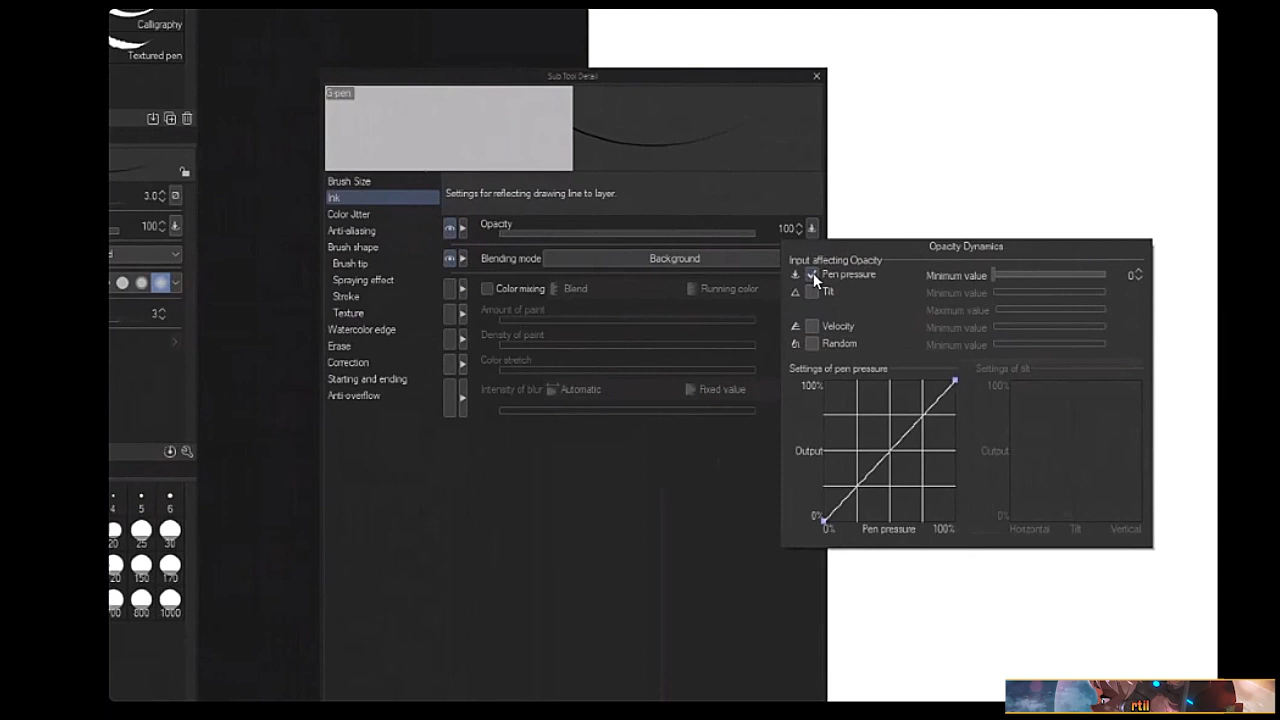 Calligraphy
Textured pen
3.0
100
3
4 5 6
20 25 30
20 150 170
00 800 1000
Sub Tool Detail
G-pen
Brush Size
Ink
Color Jitter
Anti-aliasing
Brush shape
Brush tip
Spraying effect
Stroke
Texture
Watercolor edge
Erase
Correction
Starting and ending
Anti-overflow
Settings for reflecting drawing line to layer.
Opacity 100
Blending mode Background
Color mixing Blend Running color
Amount of paint
Density of paint
Color stretch
Intensity of blur Automatic Fixed value
Opacity Dynamics
Input affecting Opacity
Pen pressure Minimum value 0
Tilt Minimum value
Maximum value
Velocity Minimum value
Random Minimum value
Settings of pen pressure Settings of tilt
100% 100%
Output Output
0% 0%
0% Pen pressure 100% Horizontal Tilt Vertical
rtil